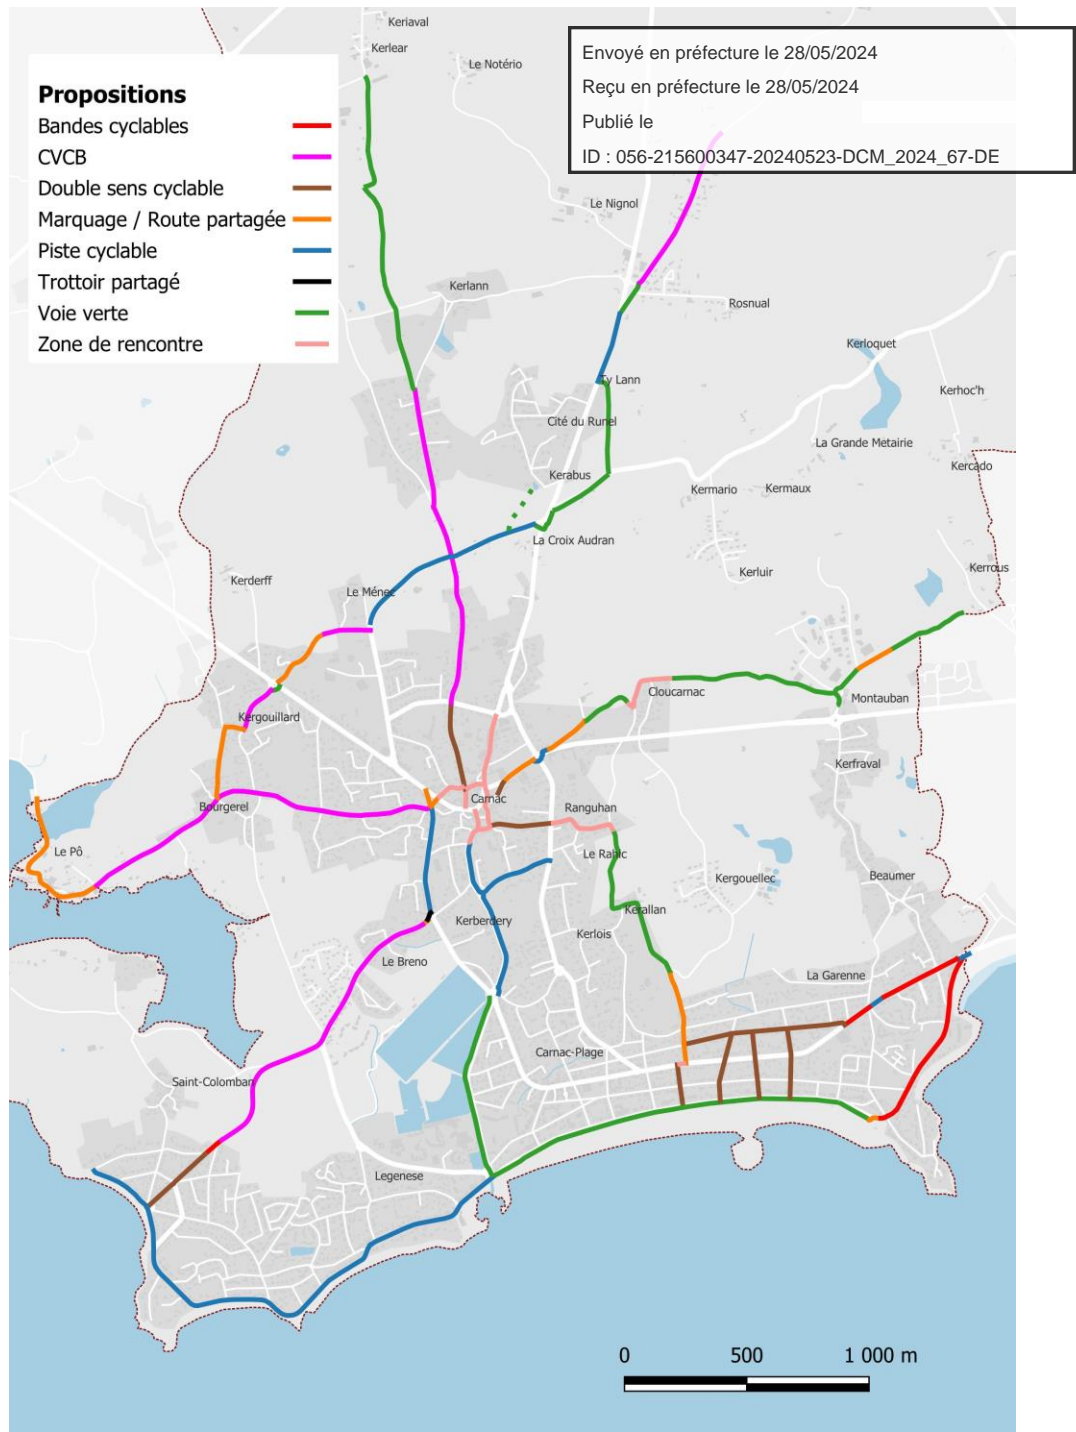 Envoyé en préfecture le 28/05/2024
Reçu en préfecture le 28/05/2024
Publié le
ID : 056-215600347-20240523-DCM_2024_67-DE
Propositions
Bandes cyclables
CVCB
Double sens cyclable
Marquage / Route partagée
Piste cyclable
Trottoir partagé
Voie verte
Zone de rencontre
Keriaval
Kerlear
Le Notério
Le Nignol
Kerlann
Rosnual
Kerloquet
Ty Lann
Kerhoc'h
Cité du Runel
La Grande Metairie
Kercado
Kerabus
Kermario
Kermaux
La Croix Audran
Kerluir
Kerrous
Kerderff
Le Ménec
Cloucarnac
Montauban
Kergouillard
Kerfraval
Carnac
Bourgerel
Ranguhan
Le Pô
Le Rahic
Kergouellec
Beaumer
Kerallan
Kerberdery
Kerlois
Le Breno
La Garenne
Carnac-Plage
Saint-Colomban
Legenese
0 500 1 000 m